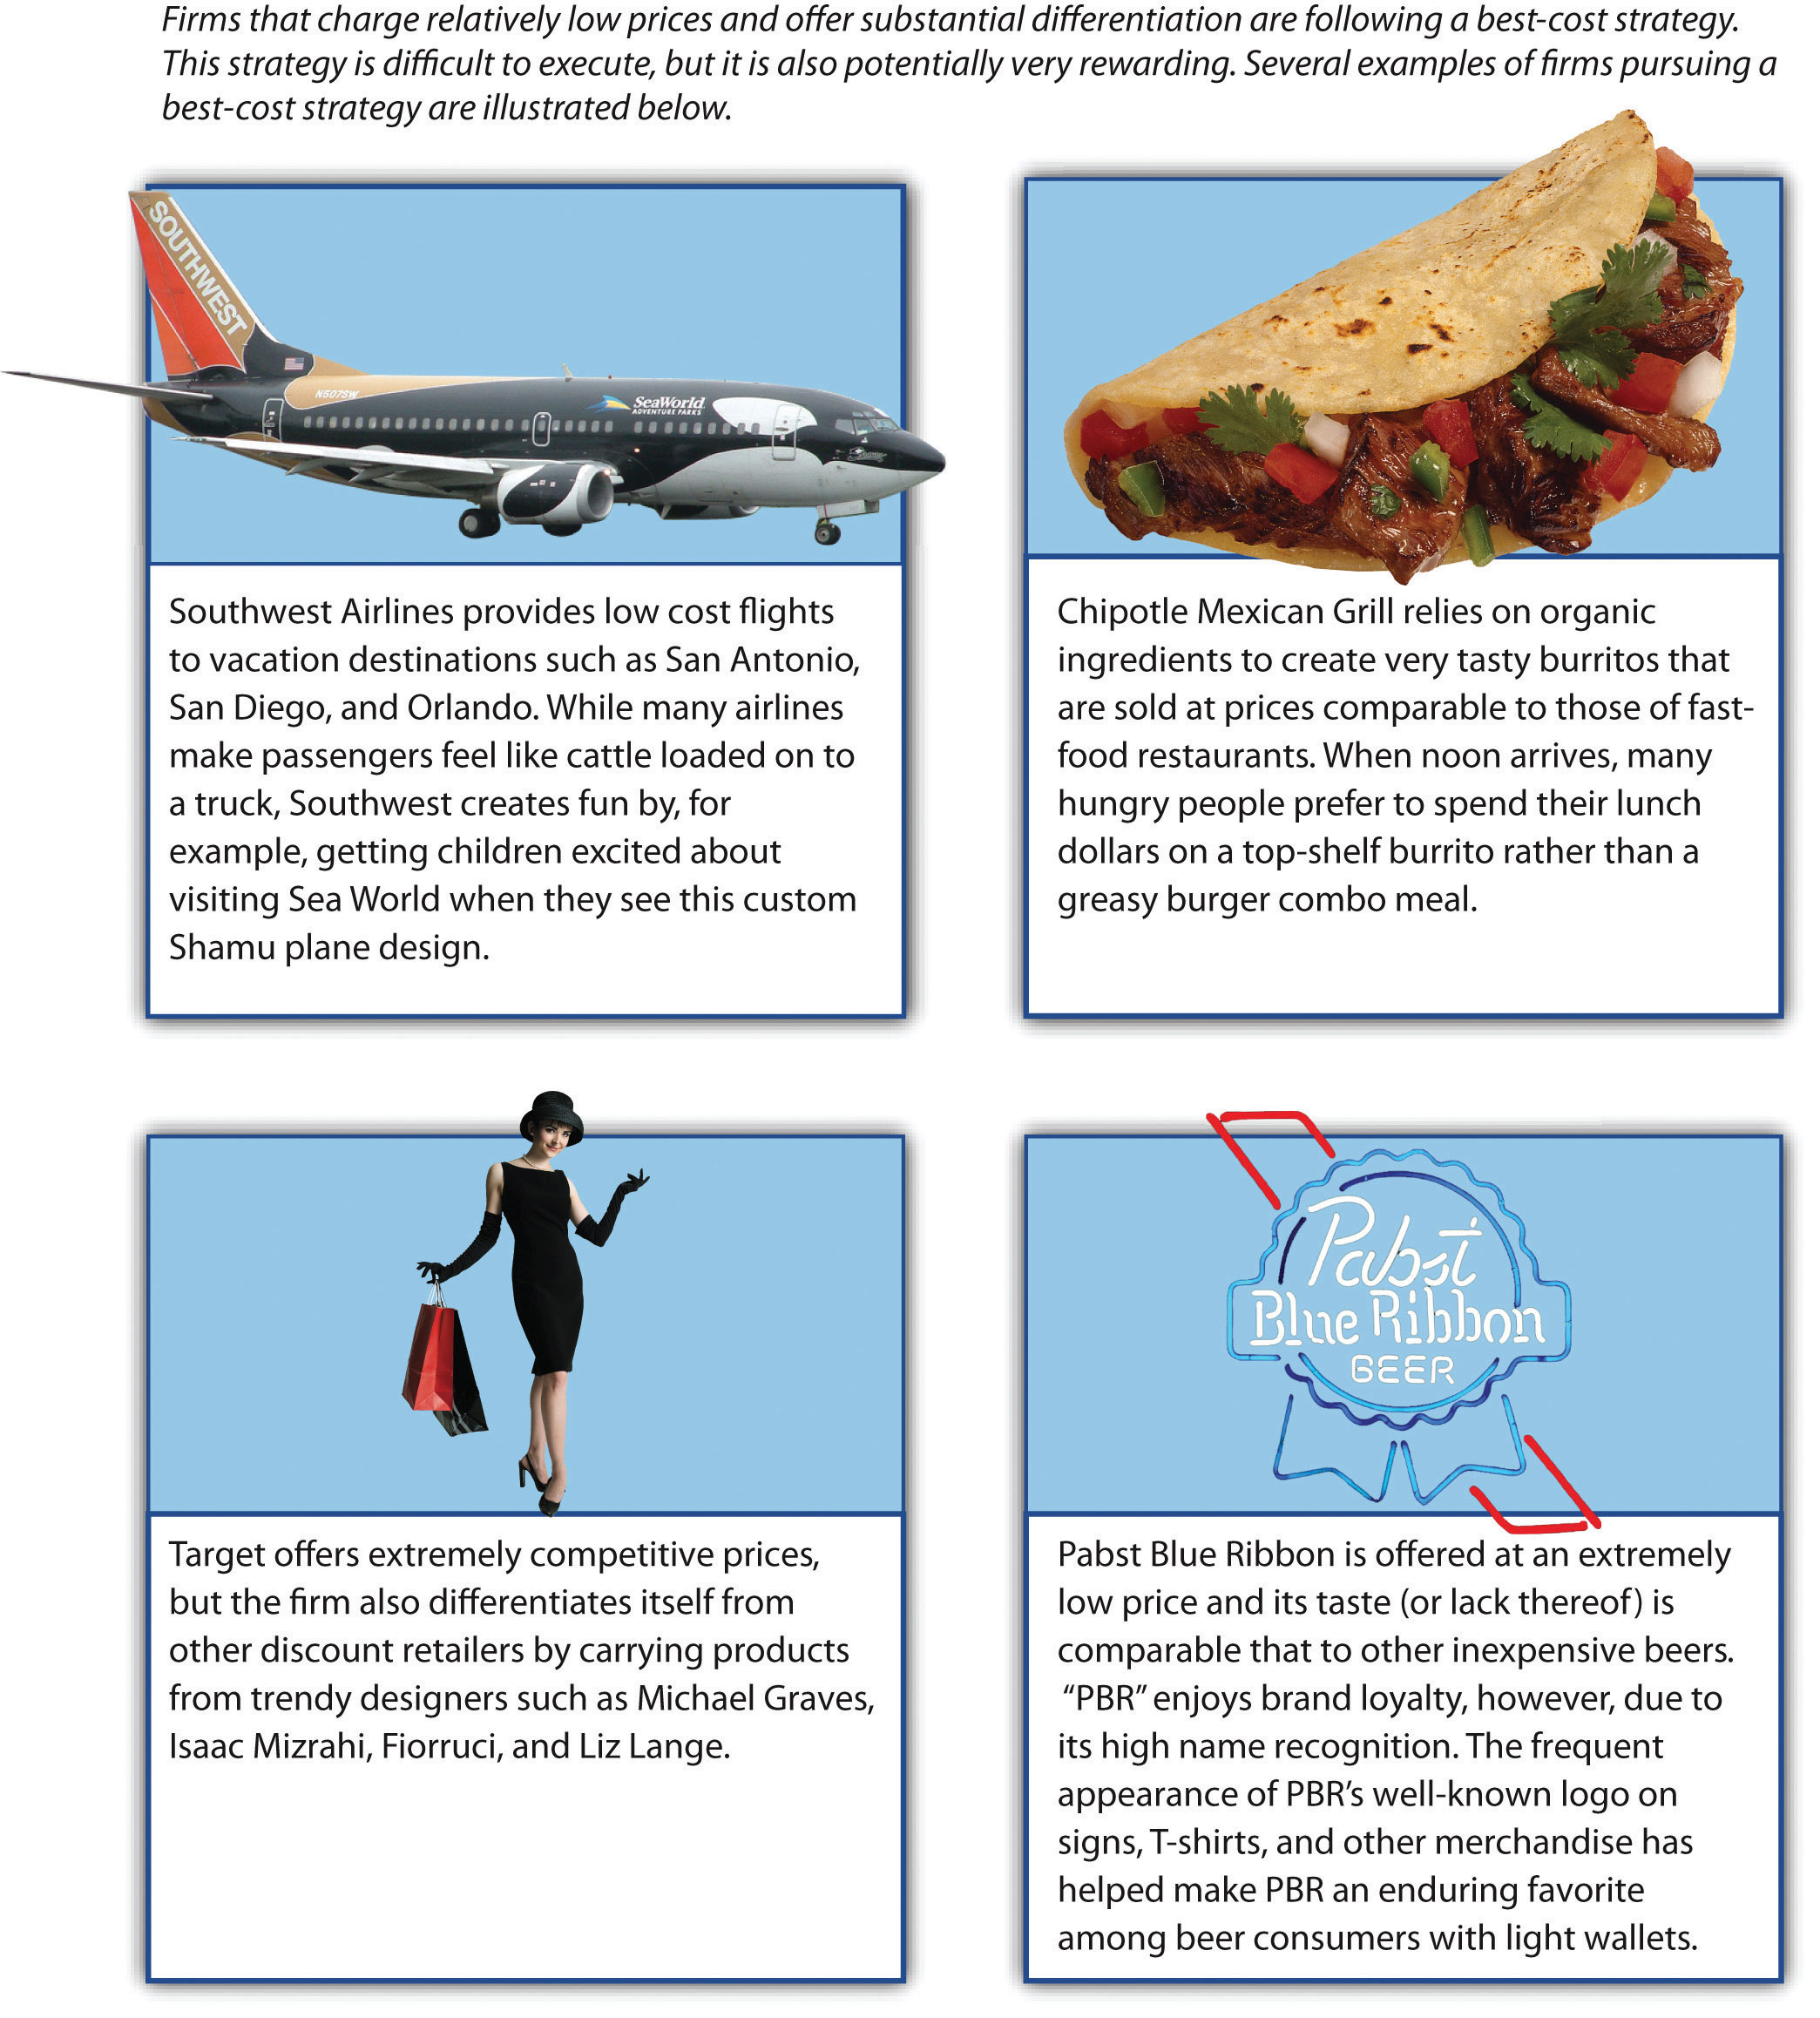 Firms that charge relatively low prices and offer substantial differentiation are following a best-cost strategy.
This strategy is difficult to execute, but it is also potentially very rewarding. Several examples of firms pursuing a
best-cost strategy are illustrated below.
SOUTHWEST
N507SW
SeaWorld
ADVENTURE PARKS
Southwest Airlines provides low cost flights
to vacation destinations such as San Antonio,
San Diego, and Orlando. While many airlines
make passengers feel like cattle loaded on to
a truck, Southwest creates fun by, for
example, getting children excited about
visiting Sea World when they see this custom
Shamu plane design.
Chipotle Mexican Grill relies on organic
ingredients to create very tasty burritos that
are sold at prices comparable to those of fast-
food restaurants. When noon arrives, many
hungry people prefer to spend their lunch
dollars on a top-shelf burrito rather than a
greasy burger combo meal.
Target offers extremely competitive prices,
but the firm also differentiates itself from
other discount retailers by carrying products
from trendy designers such as Michael Graves,
Isaac Mizrahi, Fiorruci, and Liz Lange.
Pabst
Blue Ribbon
BEER
Pabst Blue Ribbon is offered at an extremely
low price and its taste (or lack thereof) is
comparable that to other inexpensive beers.
“PBR” enjoys brand loyalty, however, due to
its high name recognition. The frequent
appearance of PBR’s well-known logo on
signs, T-shirts, and other merchandise has
helped make PBR an enduring favorite
among beer consumers with light wallets.